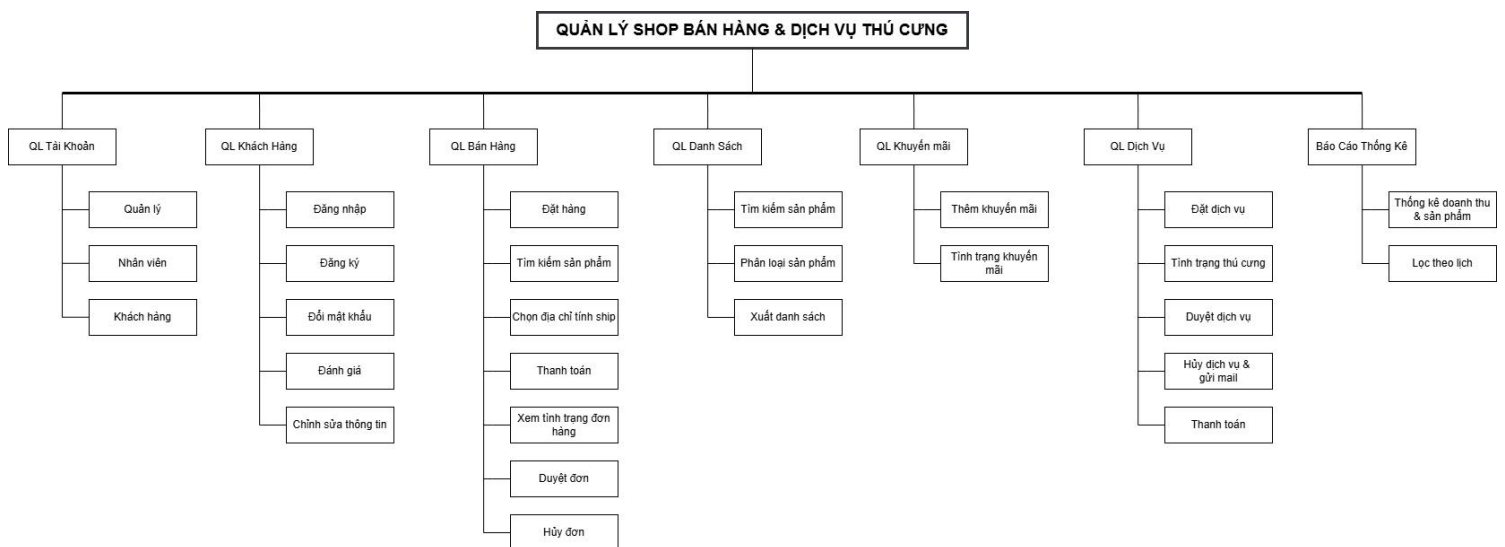 QUẢN LÝ SHOP BÁN HÀNG & DỊCH VỤ THÚ CƯNG
QL Tài Khoản
Quản lý
Nhân viên
Khách hàng
QL Khách Hàng
Đăng nhập
Đăng ký
Đổi mật khẩu
Đánh giá
Chỉnh sửa thông tin
QL Bán Hàng
Đặt hàng
Tìm kiếm sản phẩm
Chọn địa chỉ tính ship
Thanh toán
Xem tình trạng đơn
hàng
Duyệt đơn
Hủy đơn
QL Danh Sách
Tìm kiếm sản phẩm
Phân loại sản phẩm
Xuất danh sách
QL Khuyến mãi
Thêm khuyến mãi
Tình trạng khuyến
mãi
QL Dịch Vụ
Đặt dịch vụ
Tình trạng thú cưng
Duyệt dịch vụ
Hủy dịch vụ &
gửi mail
Thanh toán
Báo Cáo Thống Kê
Thống kê doanh thu
& sản phẩm
Lọc theo lịch